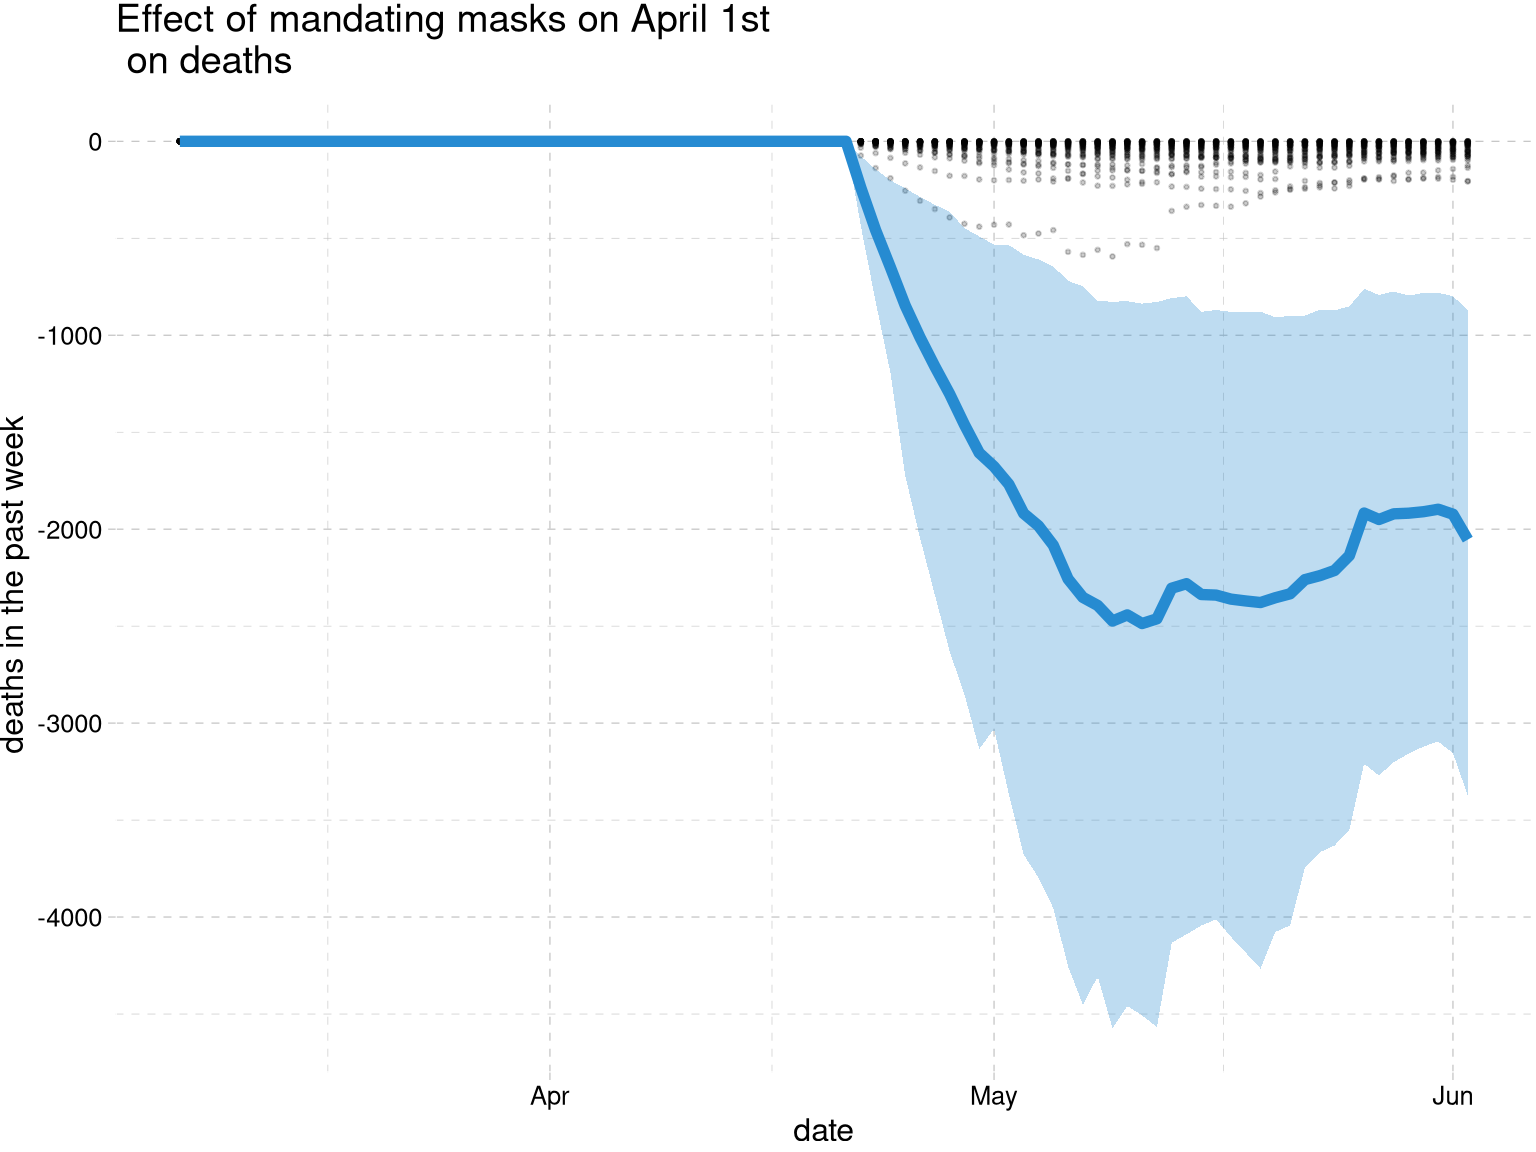 Effect of mandating masks on April 1st
on deaths
deaths in the past week
0
-1000
-2000
-3000
-4000
Apr
May
Jun
date